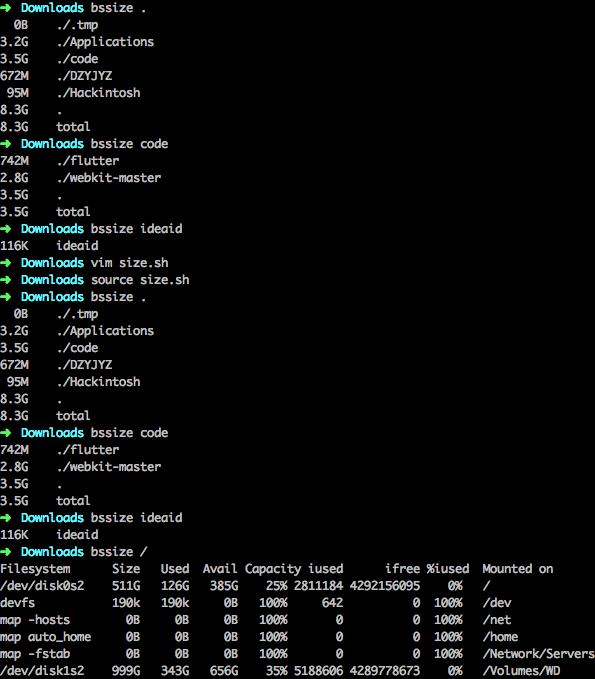 ➜  Downloads bssize .
  0B    ./.tmp
3.2G    ./Applications
3.5G    ./code
672M    ./DZYJYZ
 95M    ./Hackintosh
8.3G    .
8.3G    total
➜  Downloads bssize code
742M    ./flutter
2.8G    ./webkit-master
3.5G    .
3.5G    total
➜  Downloads bssize ideaid
116K    ideaid
➜  Downloads vim size.sh
➜  Downloads source size.sh
➜  Downloads bssize .
  0B    ./.tmp
3.2G    ./Applications
3.5G    ./code
672M    ./DZYJYZ
 95M    ./Hackintosh
8.3G    .
8.3G    total
➜  Downloads bssize code
742M    ./flutter
2.8G    ./webkit-master
3.5G    .
3.5G    total
➜  Downloads bssize ideaid
116K    ideaid
➜  Downloads bssize /
Filesystem      Size   Used  Avail Capacity iused      ifree %iused  Mounted on
/dev/disk0s2   511G   126G   385G    25% 2811184 4292156095    0%   /
devfs          190k   190k     0B   100%     642          0  100%   /dev
map -hosts       0B     0B     0B   100%       0          0  100%   /net
map auto_home    0B     0B     0B   100%       0          0  100%   /home
map -fstab       0B     0B     0B   100%       0          0  100%   /Network/Servers
/dev/disk1s2   999G   343G   656G    35% 5188606 4289778673    0%   /Volumes/WD